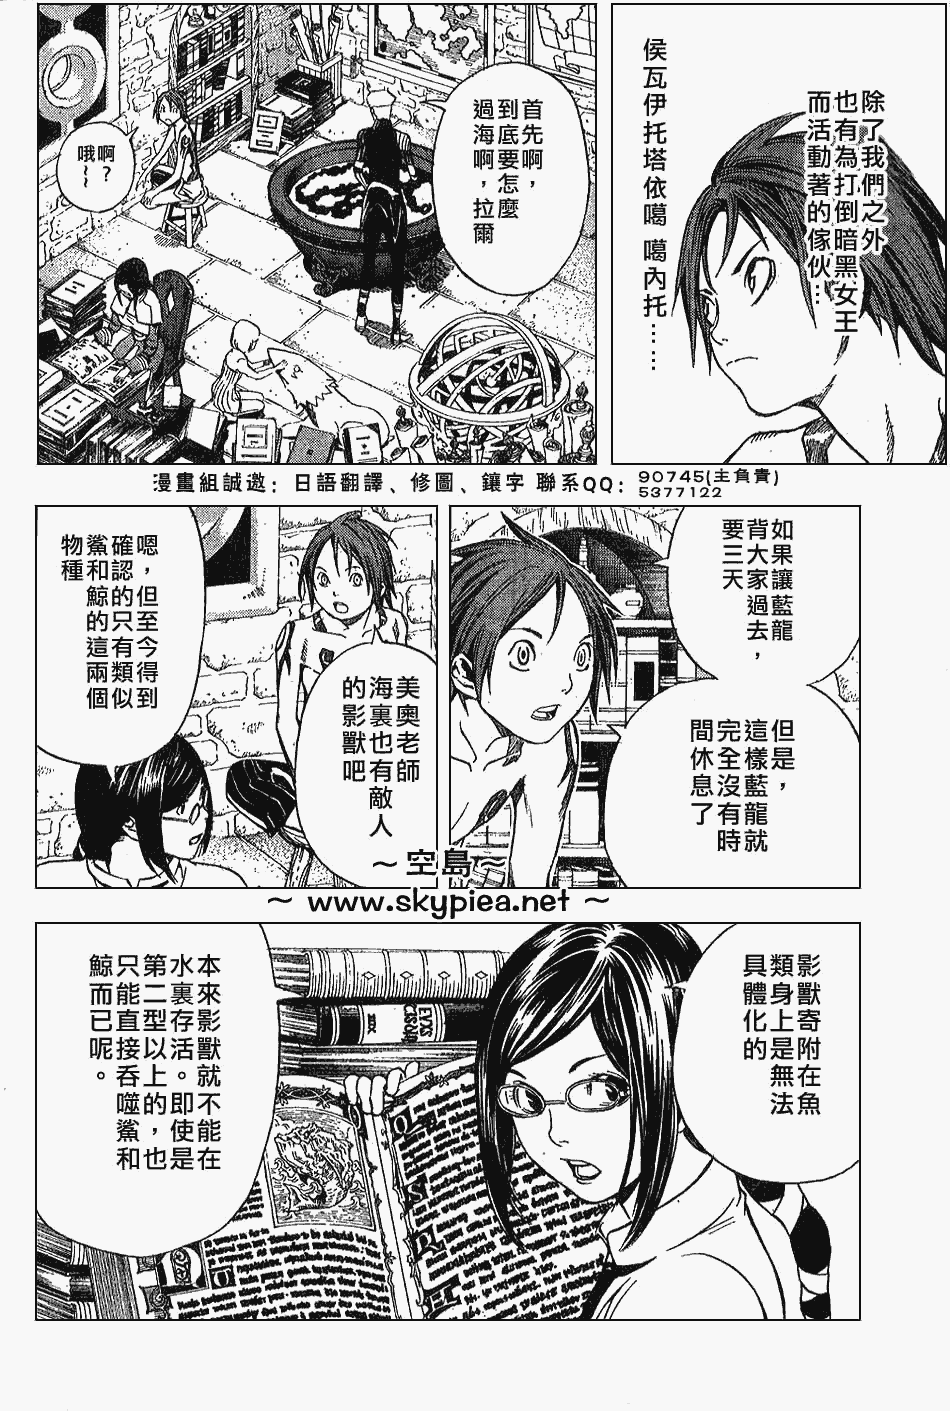 除了我們之外
也有為打倒暗黑女王
而活動著的傢伙…
侯瓦伊托塔依噶 噶內托……
首先啊，
到底要怎麼
過海啊，拉爾
啊？
哦~~
漫畫組誠邀：日語翻譯、修圖、鑲字 聯系QQ：
90745(主負責)
5377122
如果讓藍龍
背大家過去，
要三天
但是，
這樣藍龍就
完全沒有時
間休息了
美奧老師
海裏也有敵人
的影獸吧
嗯，但至今得到
確認的只有類似
鯊和鯨的這兩個
物種
~ 空島 ~
~ www.skypiea.net ~
影獸寄附在魚
類身上是無法
具體化的
本來影獸就不能在
水裏存活。即使是
第二型以上的，也
只能直接吞噬鯊和
鯨而已呢。